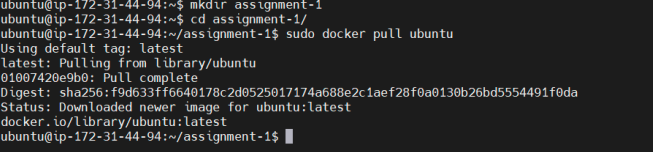 ubuntu@ip-172-31-44-94:~$ mkdir assignment-1
ubuntu@ip-172-31-44-94:~$ cd assignment-1/
ubuntu@ip-172-31-44-94:~/assignment-1$ sudo docker pull ubuntu
Using default tag: latest
latest: Pulling from library/ubuntu
01007420e9b0: Pull complete
Digest: sha256:f9d633ff6640178c2d0525017174a688e2c1aef28f0a0130b26bd5554491f0da
Status: Downloaded newer image for ubuntu:latest
docker.io/library/ubuntu:latest
ubuntu@ip-172-31-44-94:~/assignment-1$